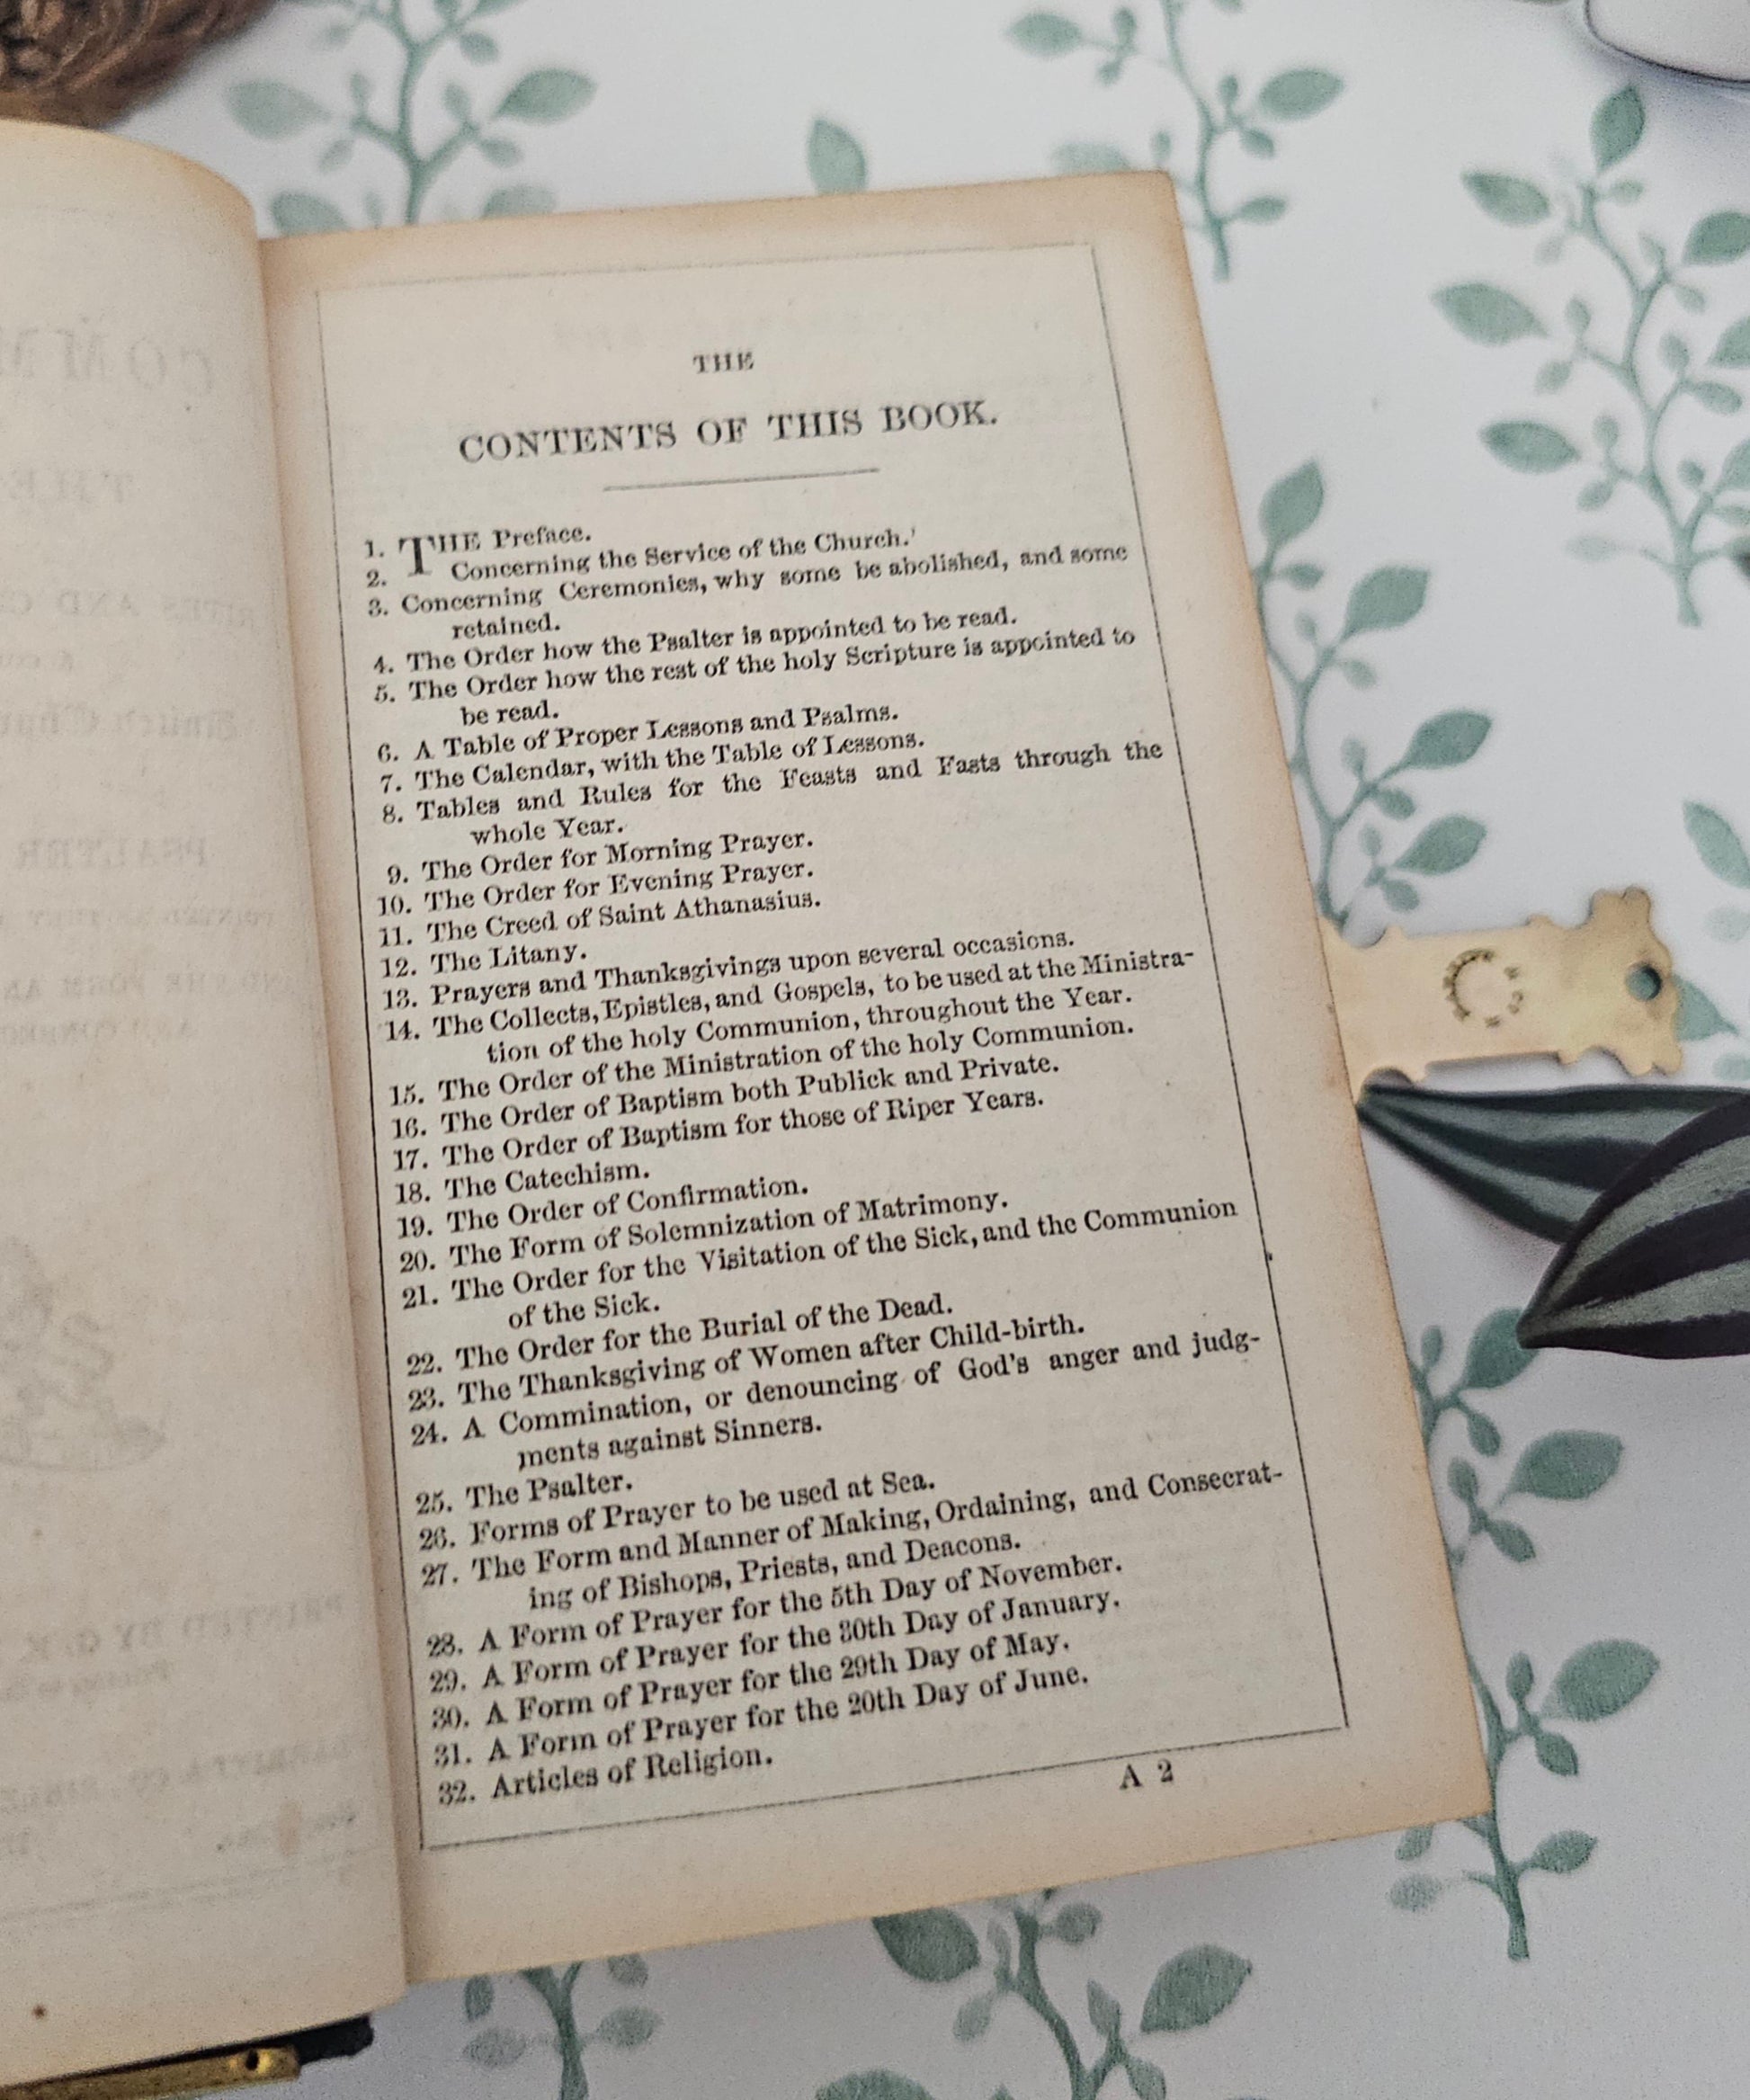 THE
CONTENTS OF THIS BOOK.
1. THE Preface.
2. Concerning the Service of the Church.
3. Concerning Ceremonies, why some be abolished, and some
retained.
4. The Order how the Psalter is appointed to be read.
5. The Order how the rest of the holy Scripture is appointed to
be read.
6. A Table of Proper Lessons and Psalms.
7. The Calendar, with the Table of Lessons.
8. Tables and Rules for the Feasts and Fasts through the
whole Year.
9. The Order for Morning Prayer.
10. The Order for Evening Prayer.
11. The Creed of Saint Athanasius.
12. The Litany.
13. Prayers and Thanksgivings upon several occasions.
14. The Collects, Epistles, and Gospels, to be used at the Ministra-
tion of the holy Communion, throughout the Year.
15. The Order of the Ministration of the holy Communion.
16. The Order of Baptism both Publick and Private.
17. The Order of Baptism for those of Riper Years.
18. The Catechism.
19. The Order of Confirmation.
20. The Form of Solemnization of Matrimony.
21. The Order for the Visitation of the Sick, and the Communion
of the Sick.
22. The Order for the Burial of the Dead.
23. The Thanksgiving of Women after Child-birth.
24. A Commination, or denouncing of God's anger and judg-
ments against Sinners.
25. The Psalter.
26. Forms of Prayer to be used at Sea.
27. The Form and Manner of Making, Ordaining, and Consecrat-
ing of Bishops, Priests, and Deacons.
28. A Form of Prayer for the 5th Day of November.
29. A Form of Prayer for the 30th Day of January.
30. A Form of Prayer for the 29th Day of May.
31. A Form of Prayer for the 20th Day of June.
32. Articles of Religion.
A 2